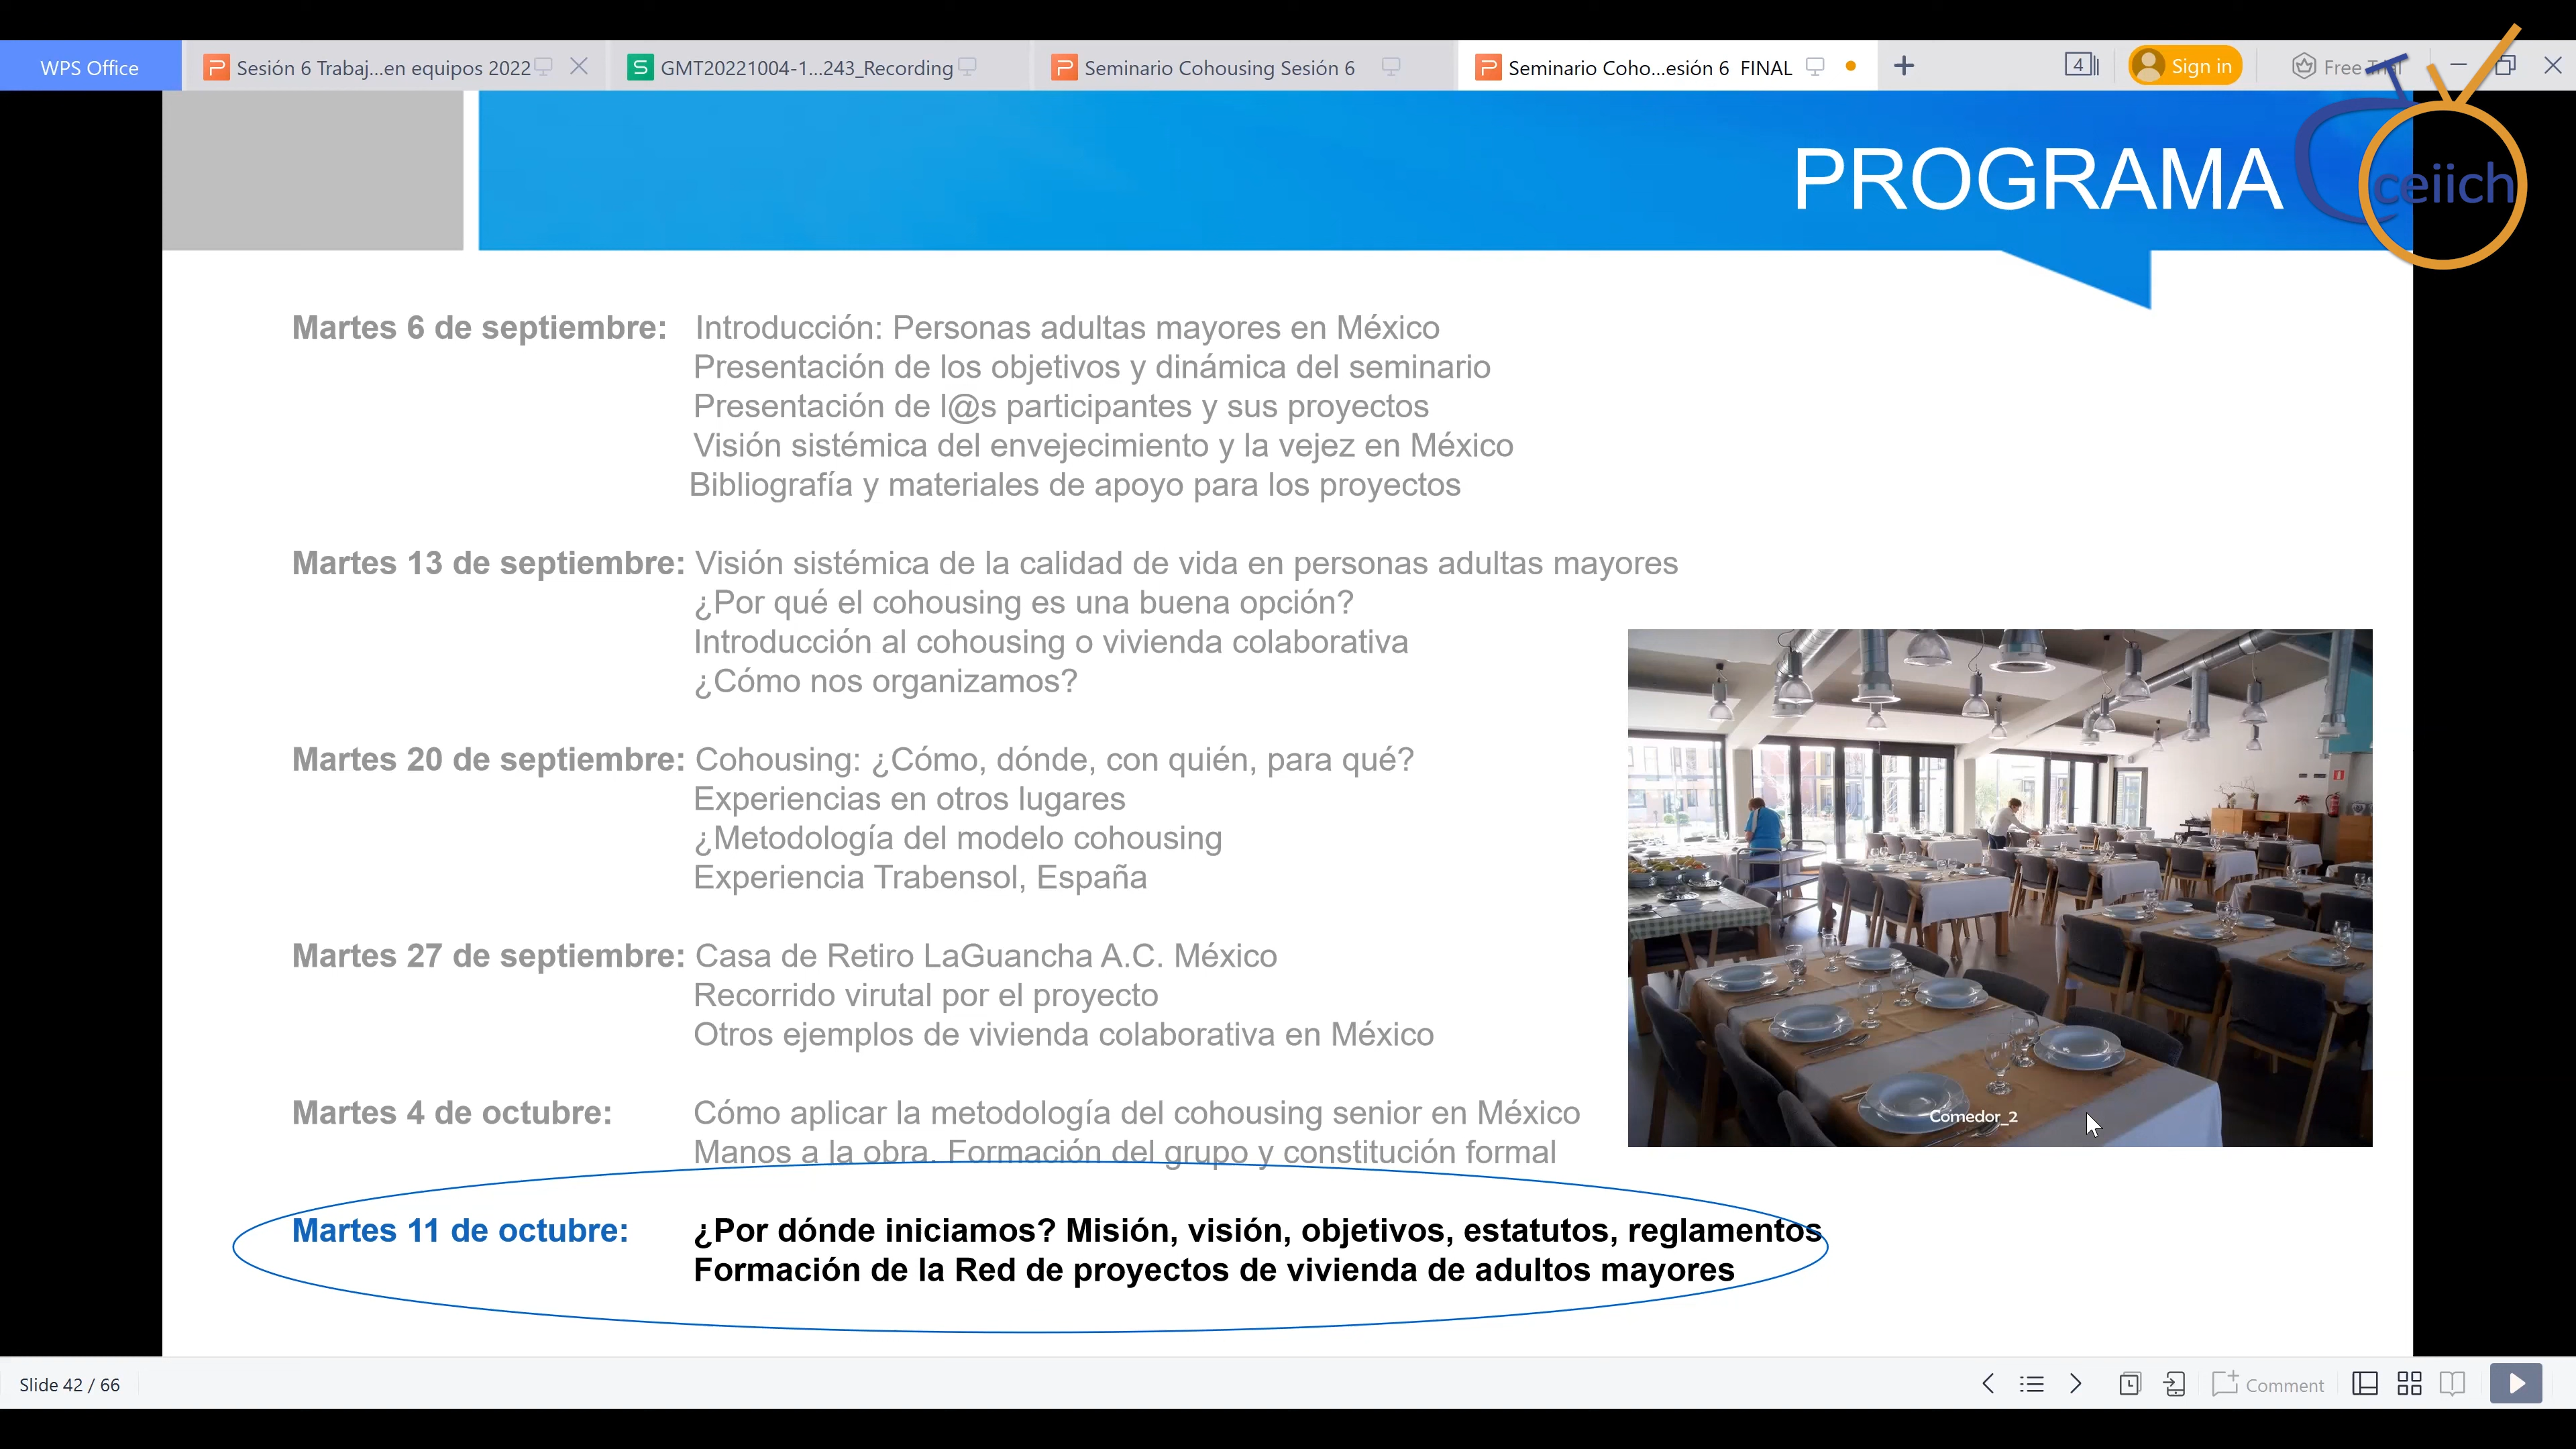 WPS Office
Sesión 6 Trabaj...en equipos 2022
GMT20221004-1...243_Recording
Seminario Cohousing Sesión 6
Seminario Coho...esión 6 FINAL
4
Sign in
Free Trial
PROGRAMA
ceiich
Martes 6 de septiembre: Introducción: Personas adultas mayores en México
Presentación de los objetivos y dinámica del seminario
Presentación de l@s participantes y sus proyectos
Visión sistémica del envejecimiento y la vejez en México
Bibliografía y materiales de apoyo para los proyectos
Martes 13 de septiembre: Visión sistémica de la calidad de vida en personas adultas mayores
¿Por qué el cohousing es una buena opción?
Introducción al cohousing o vivienda colaborativa
¿Cómo nos organizamos?
Martes 20 de septiembre: Cohousing: ¿Cómo, dónde, con quién, para qué?
Experiencias en otros lugares
¿Metodología del modelo cohousing
Experiencia Trabensol, España
Martes 27 de septiembre: Casa de Retiro LaGuancha A.C. México
Recorrido virutal por el proyecto
Otros ejemplos de vivienda colaborativa en México
Martes 4 de octubre: Cómo aplicar la metodología del cohousing senior en México
Manos a la obra. Formación del grupo y constitución formal
Martes 11 de octubre: ¿Por dónde iniciamos? Misión, visión, objetivos, estatutos, reglamentos
Formación de la Red de proyectos de vivienda de adultos mayores
Comedor_2
Slide 42 / 66
Comment